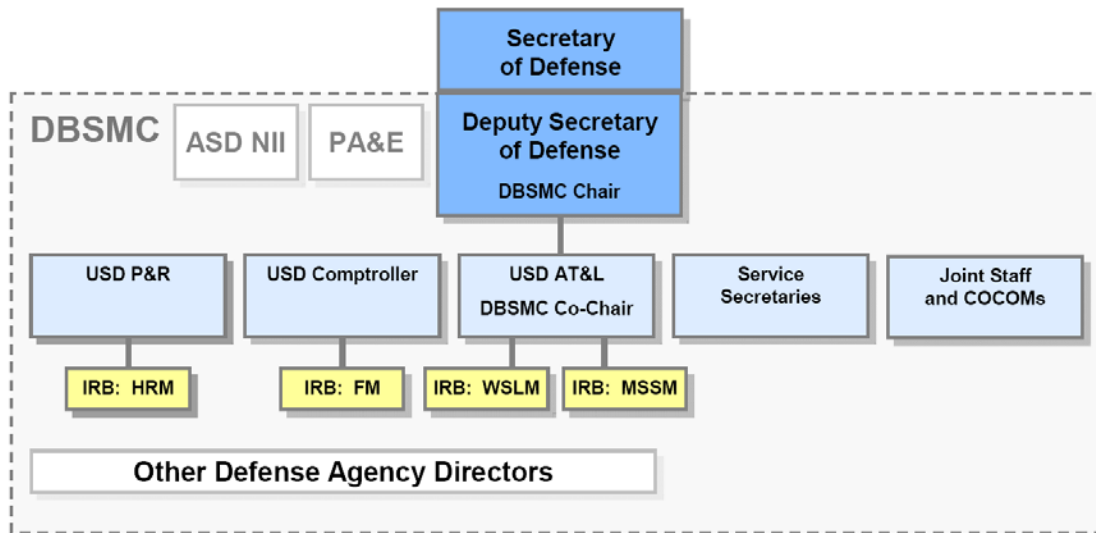 Secretary
of Defense
DBSMC
ASD NII
PA&E
Deputy Secretary
of Defense
DBSMC Chair
USD P&R
USD Comptroller
USD AT&L
DBSMC Co-Chair
Service
Secretaries
Joint Staff
and COCOMs
IRB: HRM
IRB: FM
IRB: WSLM
IRB: MSSM
Other Defense Agency Directors